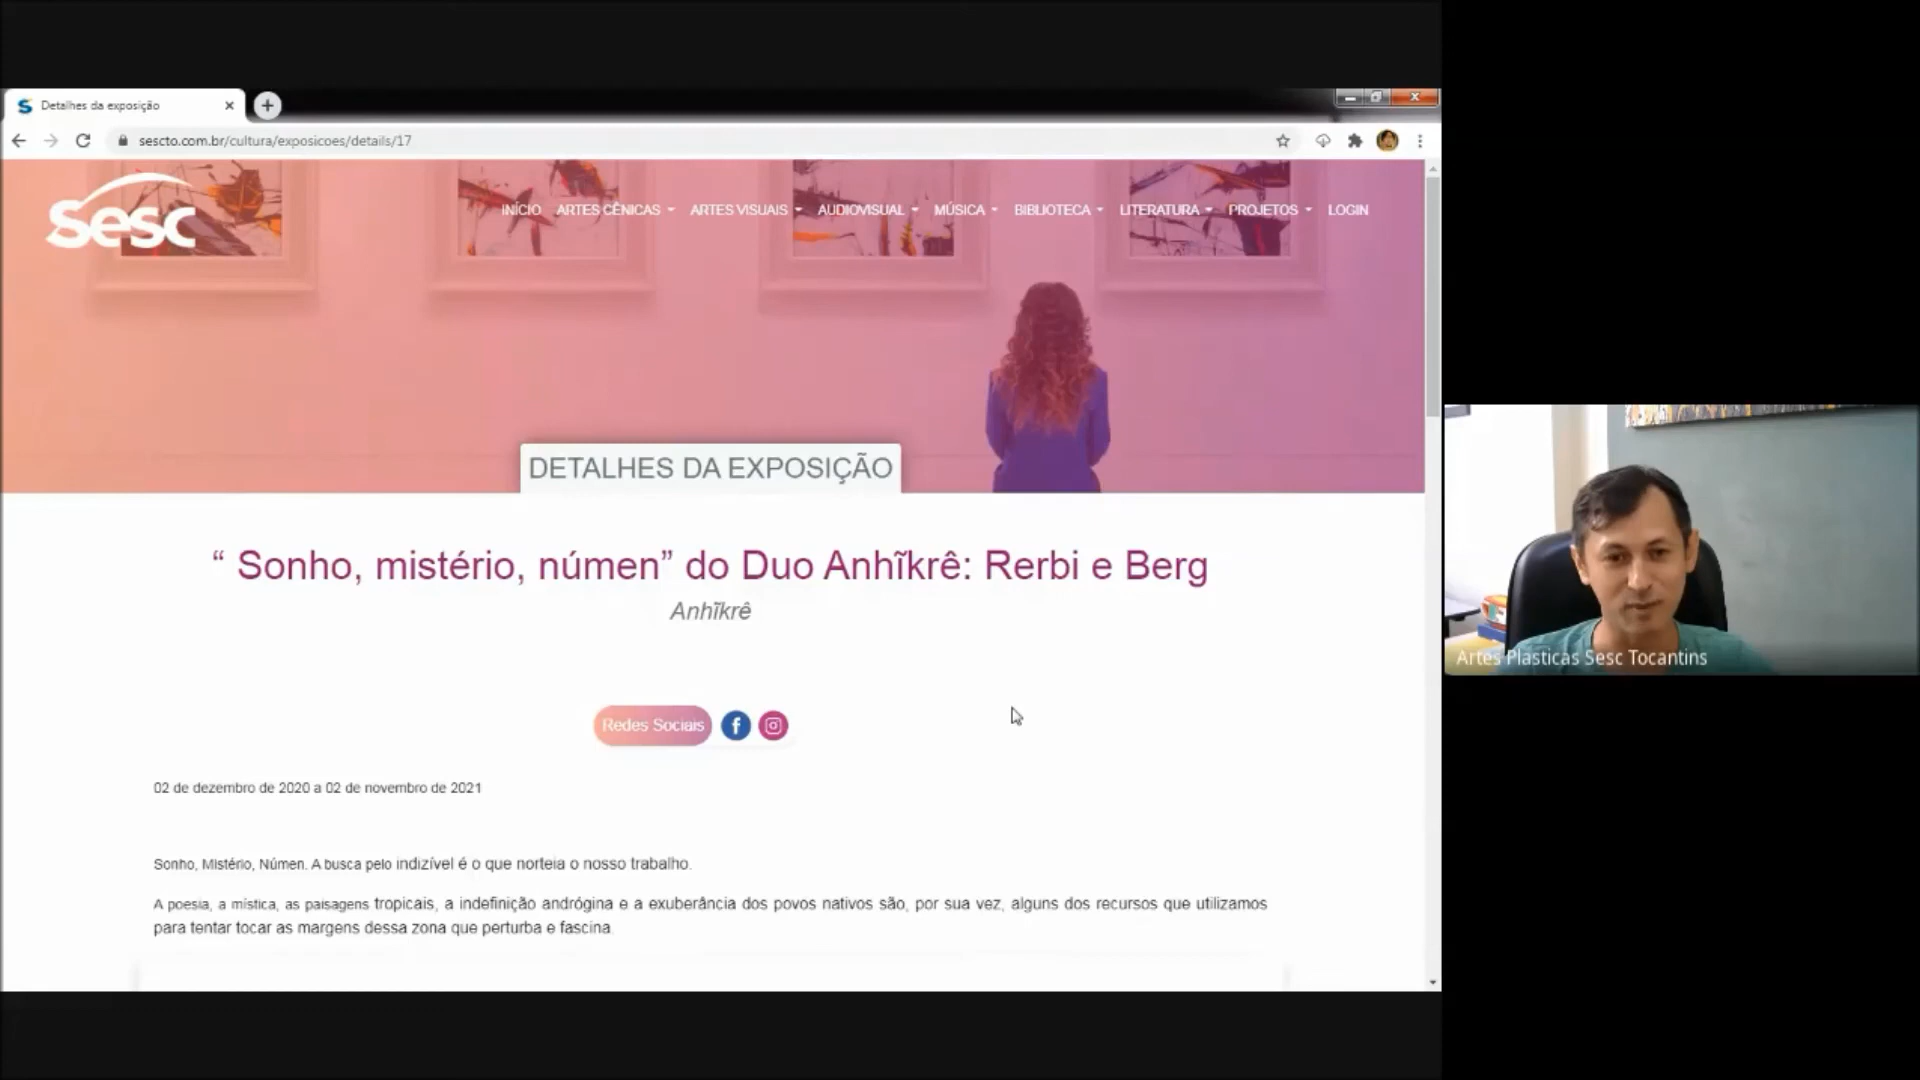 Detalhes da exposição
sescto.com.br/cultura/exposicoes/details/17
Sesc
INÍCIO ARTES CÊNICAS ARTES VISUAIS AUDIOVISUAL MÚSICA BIBLIOTECA LITERATURA PROJETOS LOGIN
DETALHES DA EXPOSIÇÃO
“ Sonho, mistério, númen” do Duo Anhĩkrê: Rerbi e Berg
Anhĩkrê
Redes Sociais
02 de dezembro de 2020 a 02 de novembro de 2021
Sonho, Mistério, Númen. A busca pelo indizível é o que norteia o nosso trabalho.
A poesia, a mística, as paisagens tropicais, a indefinição andrógina e a exuberância dos povos nativos são, por sua vez, alguns dos recursos que utilizamos
para tentar tocar as margens dessa zona que perturba e fascina.
Artes Plasticas Sesc Tocantins